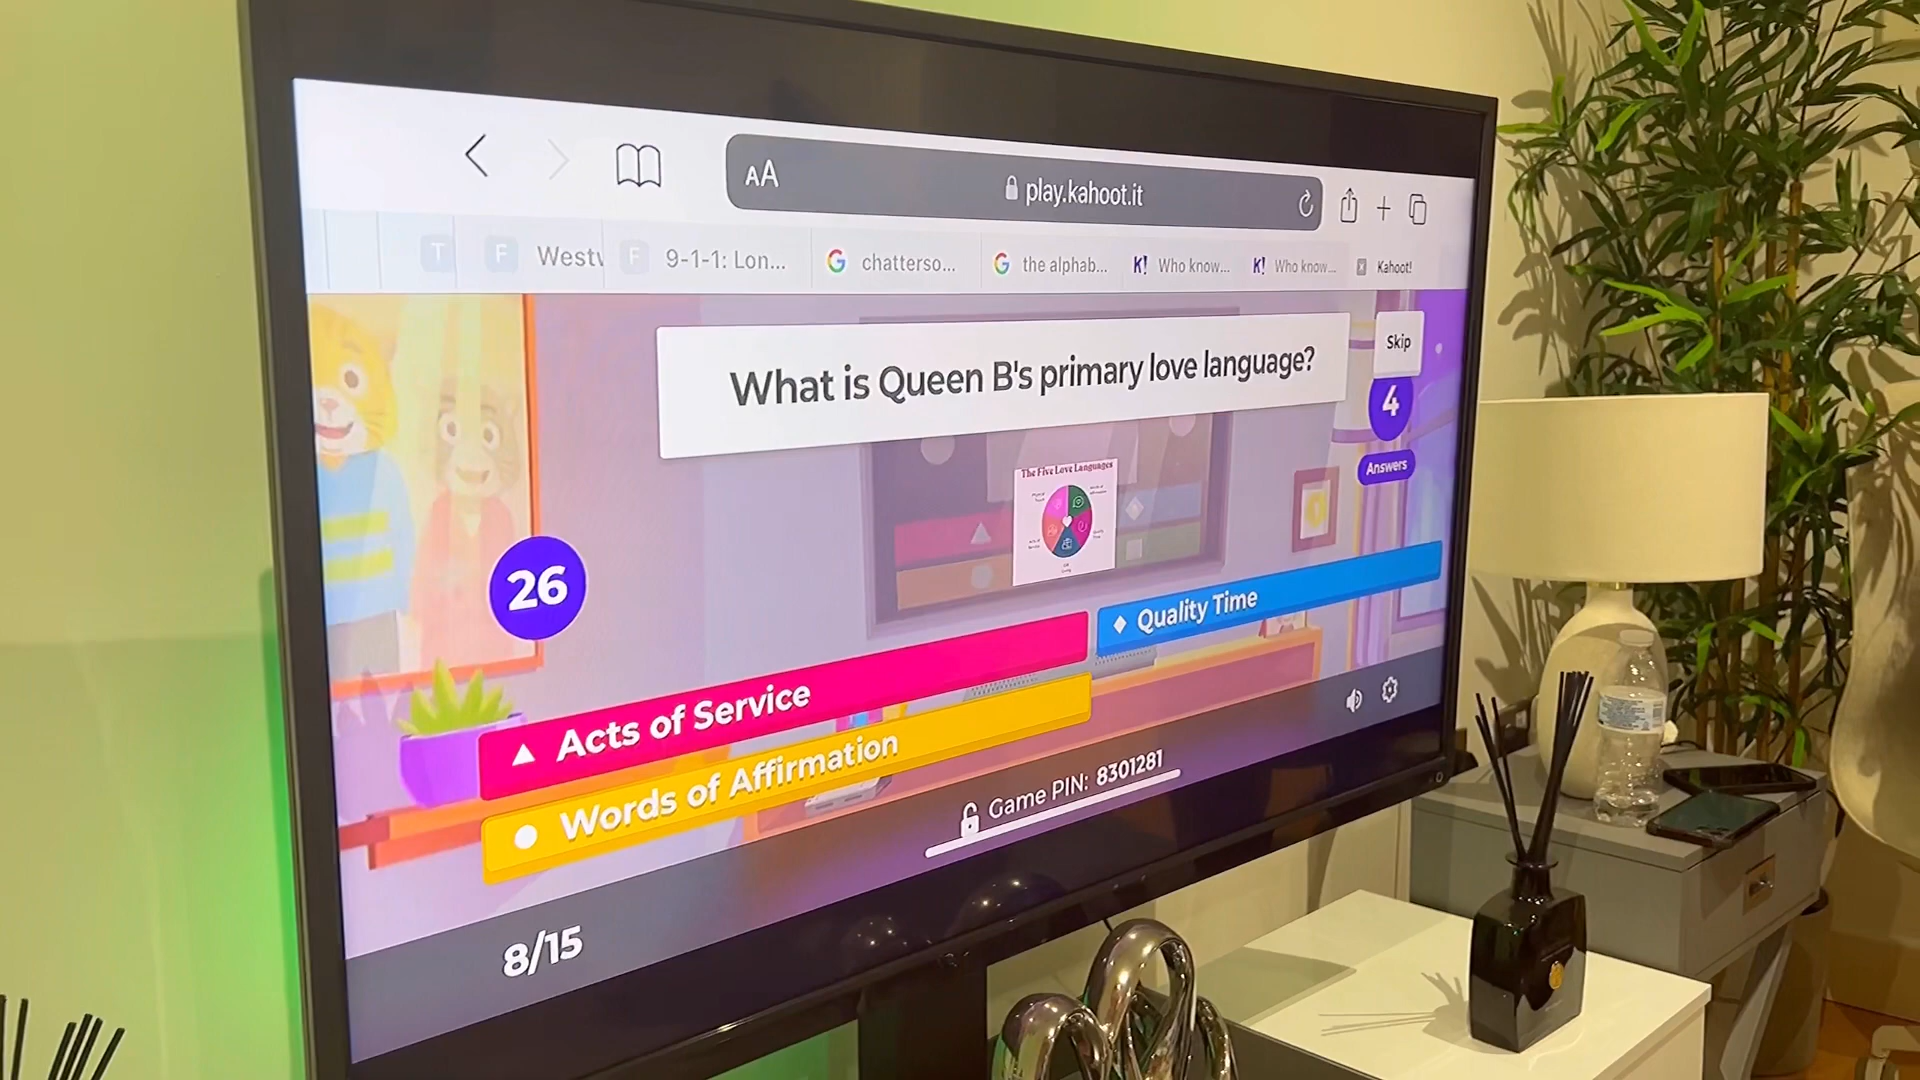 AA
play.kahoot.it
T
F Westw
F 9-1-1: Lon...
G chatterso...
G the alphab...
K! Who know...
K! Who know...
Kahoot!
What is Queen B's primary love language?
Skip
4
Answers
The Five Love Languages
26
Acts of Service
Quality Time
Words of Affirmation
Game PIN: 8301281
8/15